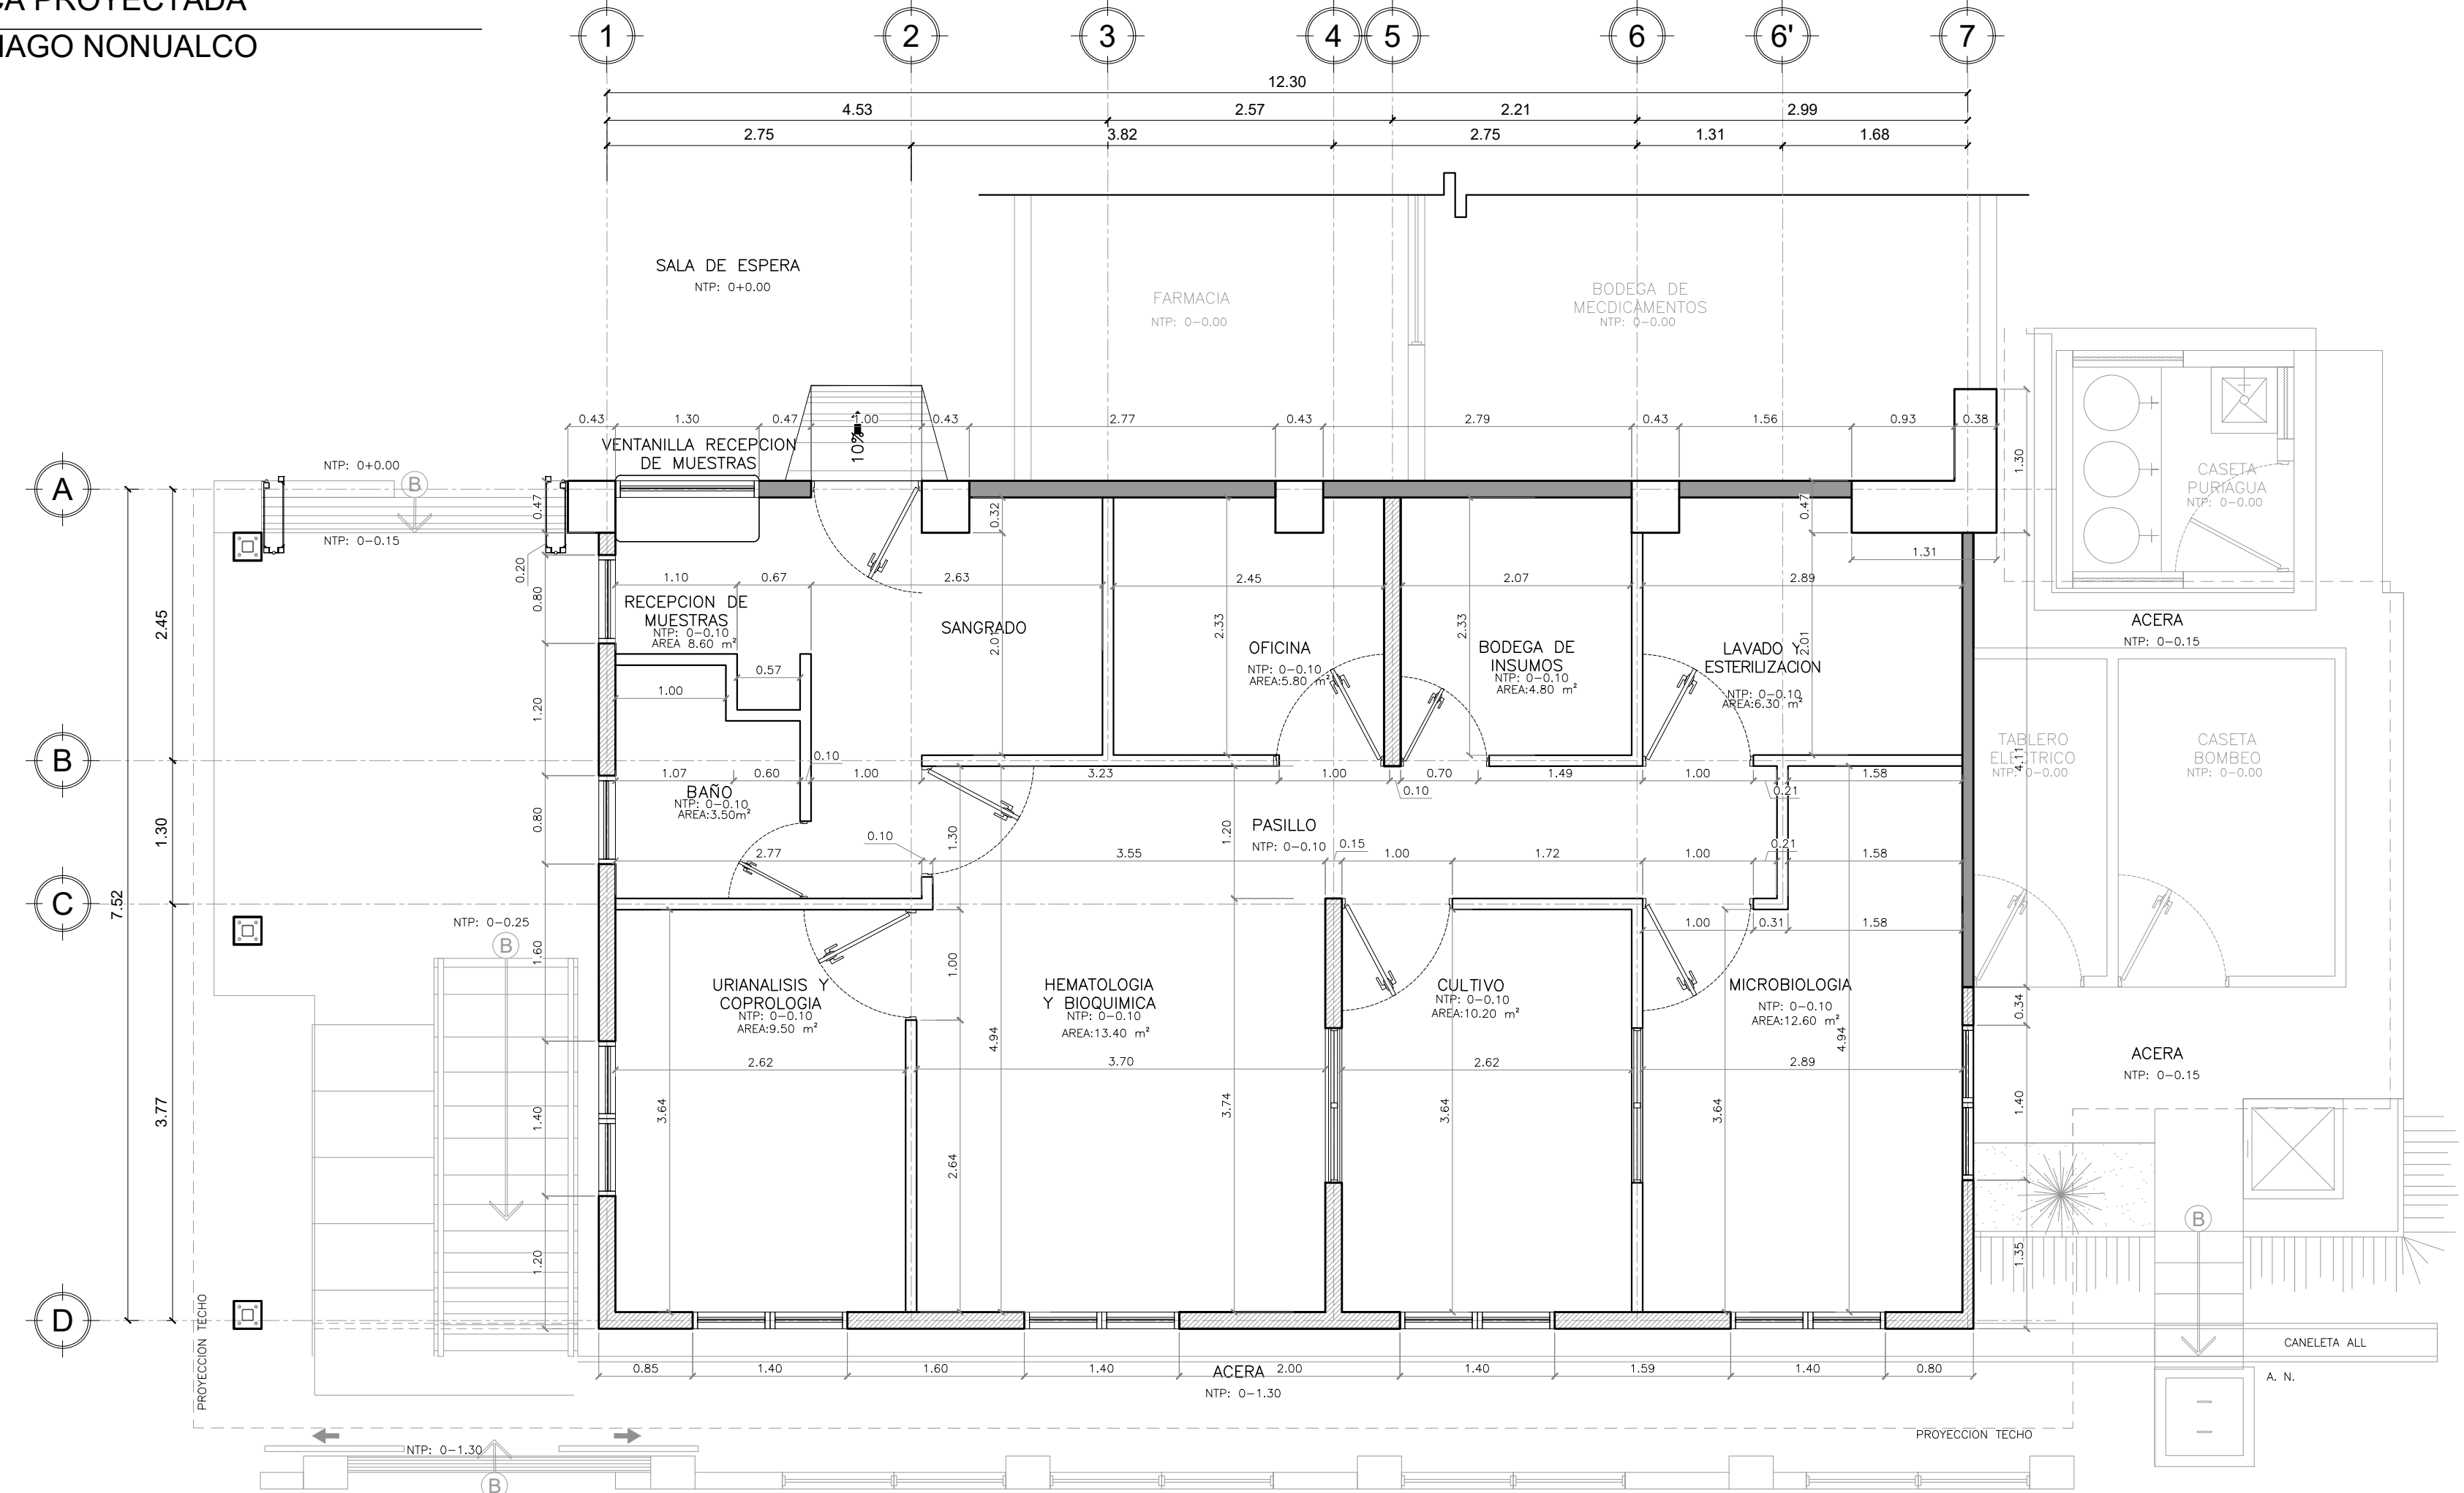 CA PROYECTADA
IAGO NONUALCO
1
2
3
4
5
6
6'
7
12.30
4.53
2.57
2.21
2.99
2.75
3.82
2.75
1.31
1.68
SALA DE ESPERA
NTP: 0+0.00
FARMACIA
NTP: 0-0.00
BODEGA DE
MECDICAMENTOS
NTP: 0-0.00
0.43
1.30
0.47
1.00
0.43
2.77
0.43
2.79
0.43
1.56
0.93
0.38
10%
VENTANILLA RECEPCION
DE MUESTRAS
NTP: 0+0.00
B
NTP: 0-0.15
A
0.47
0.20
0.32
0.47
1.30
1.31
CASETA
PURIAGUA
NTP: 0-0.00
0.80
1.10
0.67
2.63
2.45
2.07
2.89
2.45
RECEPCION DE
MUESTRAS
NTP: 0-0.10
AREA 8.60 m²
SANGRADO
2.01
2.33
OFICINA
NTP: 0-0.10
AREA:5.80 m²
2.33
BODEGA DE
INSUMOS
NTP: 0-0.10
AREA:4.80 m²
LAVADO Y
ESTERILIZACION
NTP: 0-0.10
AREA:6.30 m²
2.01
ACERA
NTP: 0-0.15
0.57
1.00
1.20
B
0.10
1.07
0.60
1.00
3.23
1.00
0.10
0.70
1.49
1.00
0.21
1.58
4.11
TABLERO
ELECTRICO
NTP: 0-0.00
CASETA
BOMBEO
NTP: 0-0.00
BAÑO
NTP: 0-0.10
AREA:3.50m²
0.80
1.30
0.10
1.30
1.20
PASILLO
NTP: 0-0.10
2.77
3.55
0.15
1.00
1.72
1.00
0.21
1.58
C
7.52
NTP: 0-0.25
B
1.60
1.00
1.00
0.31
1.58
URIANALISIS Y
COPROLOGIA
NTP: 0-0.10
AREA:9.50 m²
HEMATOLOGIA
Y BIOQUIMICA
NTP: 0-0.10
AREA:13.40 m²
CULTIVO
NTP: 0-0.10
AREA:10.20 m²
MICROBIOLOGIA
NTP: 0-0.10
AREA:12.60 m²
0.34
4.94
4.94
ACERA
NTP: 0-0.15
2.62
3.70
2.62
2.89
3.77
1.40
3.64
3.74
3.64
3.64
1.40
2.64
1.20
1.35
B
D
PROYECCION TECHO
CANELETA ALL
0.85
1.40
1.60
1.40
ACERA
2.00
1.40
1.59
1.40
0.80
NTP: 0-1.30
A. N.
PROYECCION TECHO
NTP: 0-1.30
B